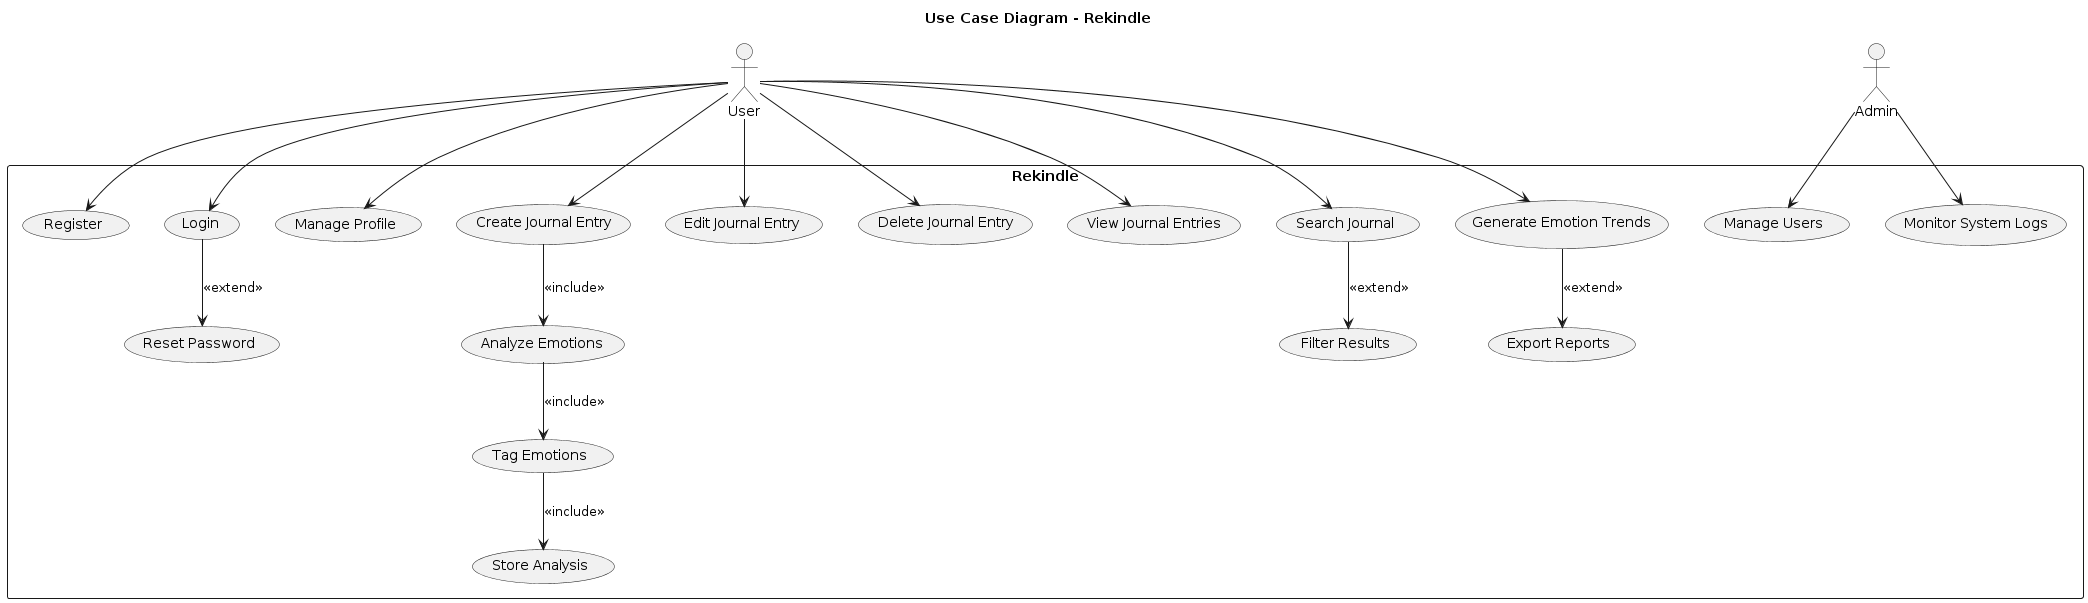 Use Case Diagram - Rekindle
User
Admin
Rekindle
Register
Login
Manage Profile
Create Journal Entry
Edit Journal Entry
Delete Journal Entry
View Journal Entries
Search Journal
Generate Emotion Trends
Manage Users
Monitor System Logs
«extend»
«include»
«extend»
«extend»
Reset Password
Analyze Emotions
Filter Results
Export Reports
«include»
Tag Emotions
«include»
Store Analysis